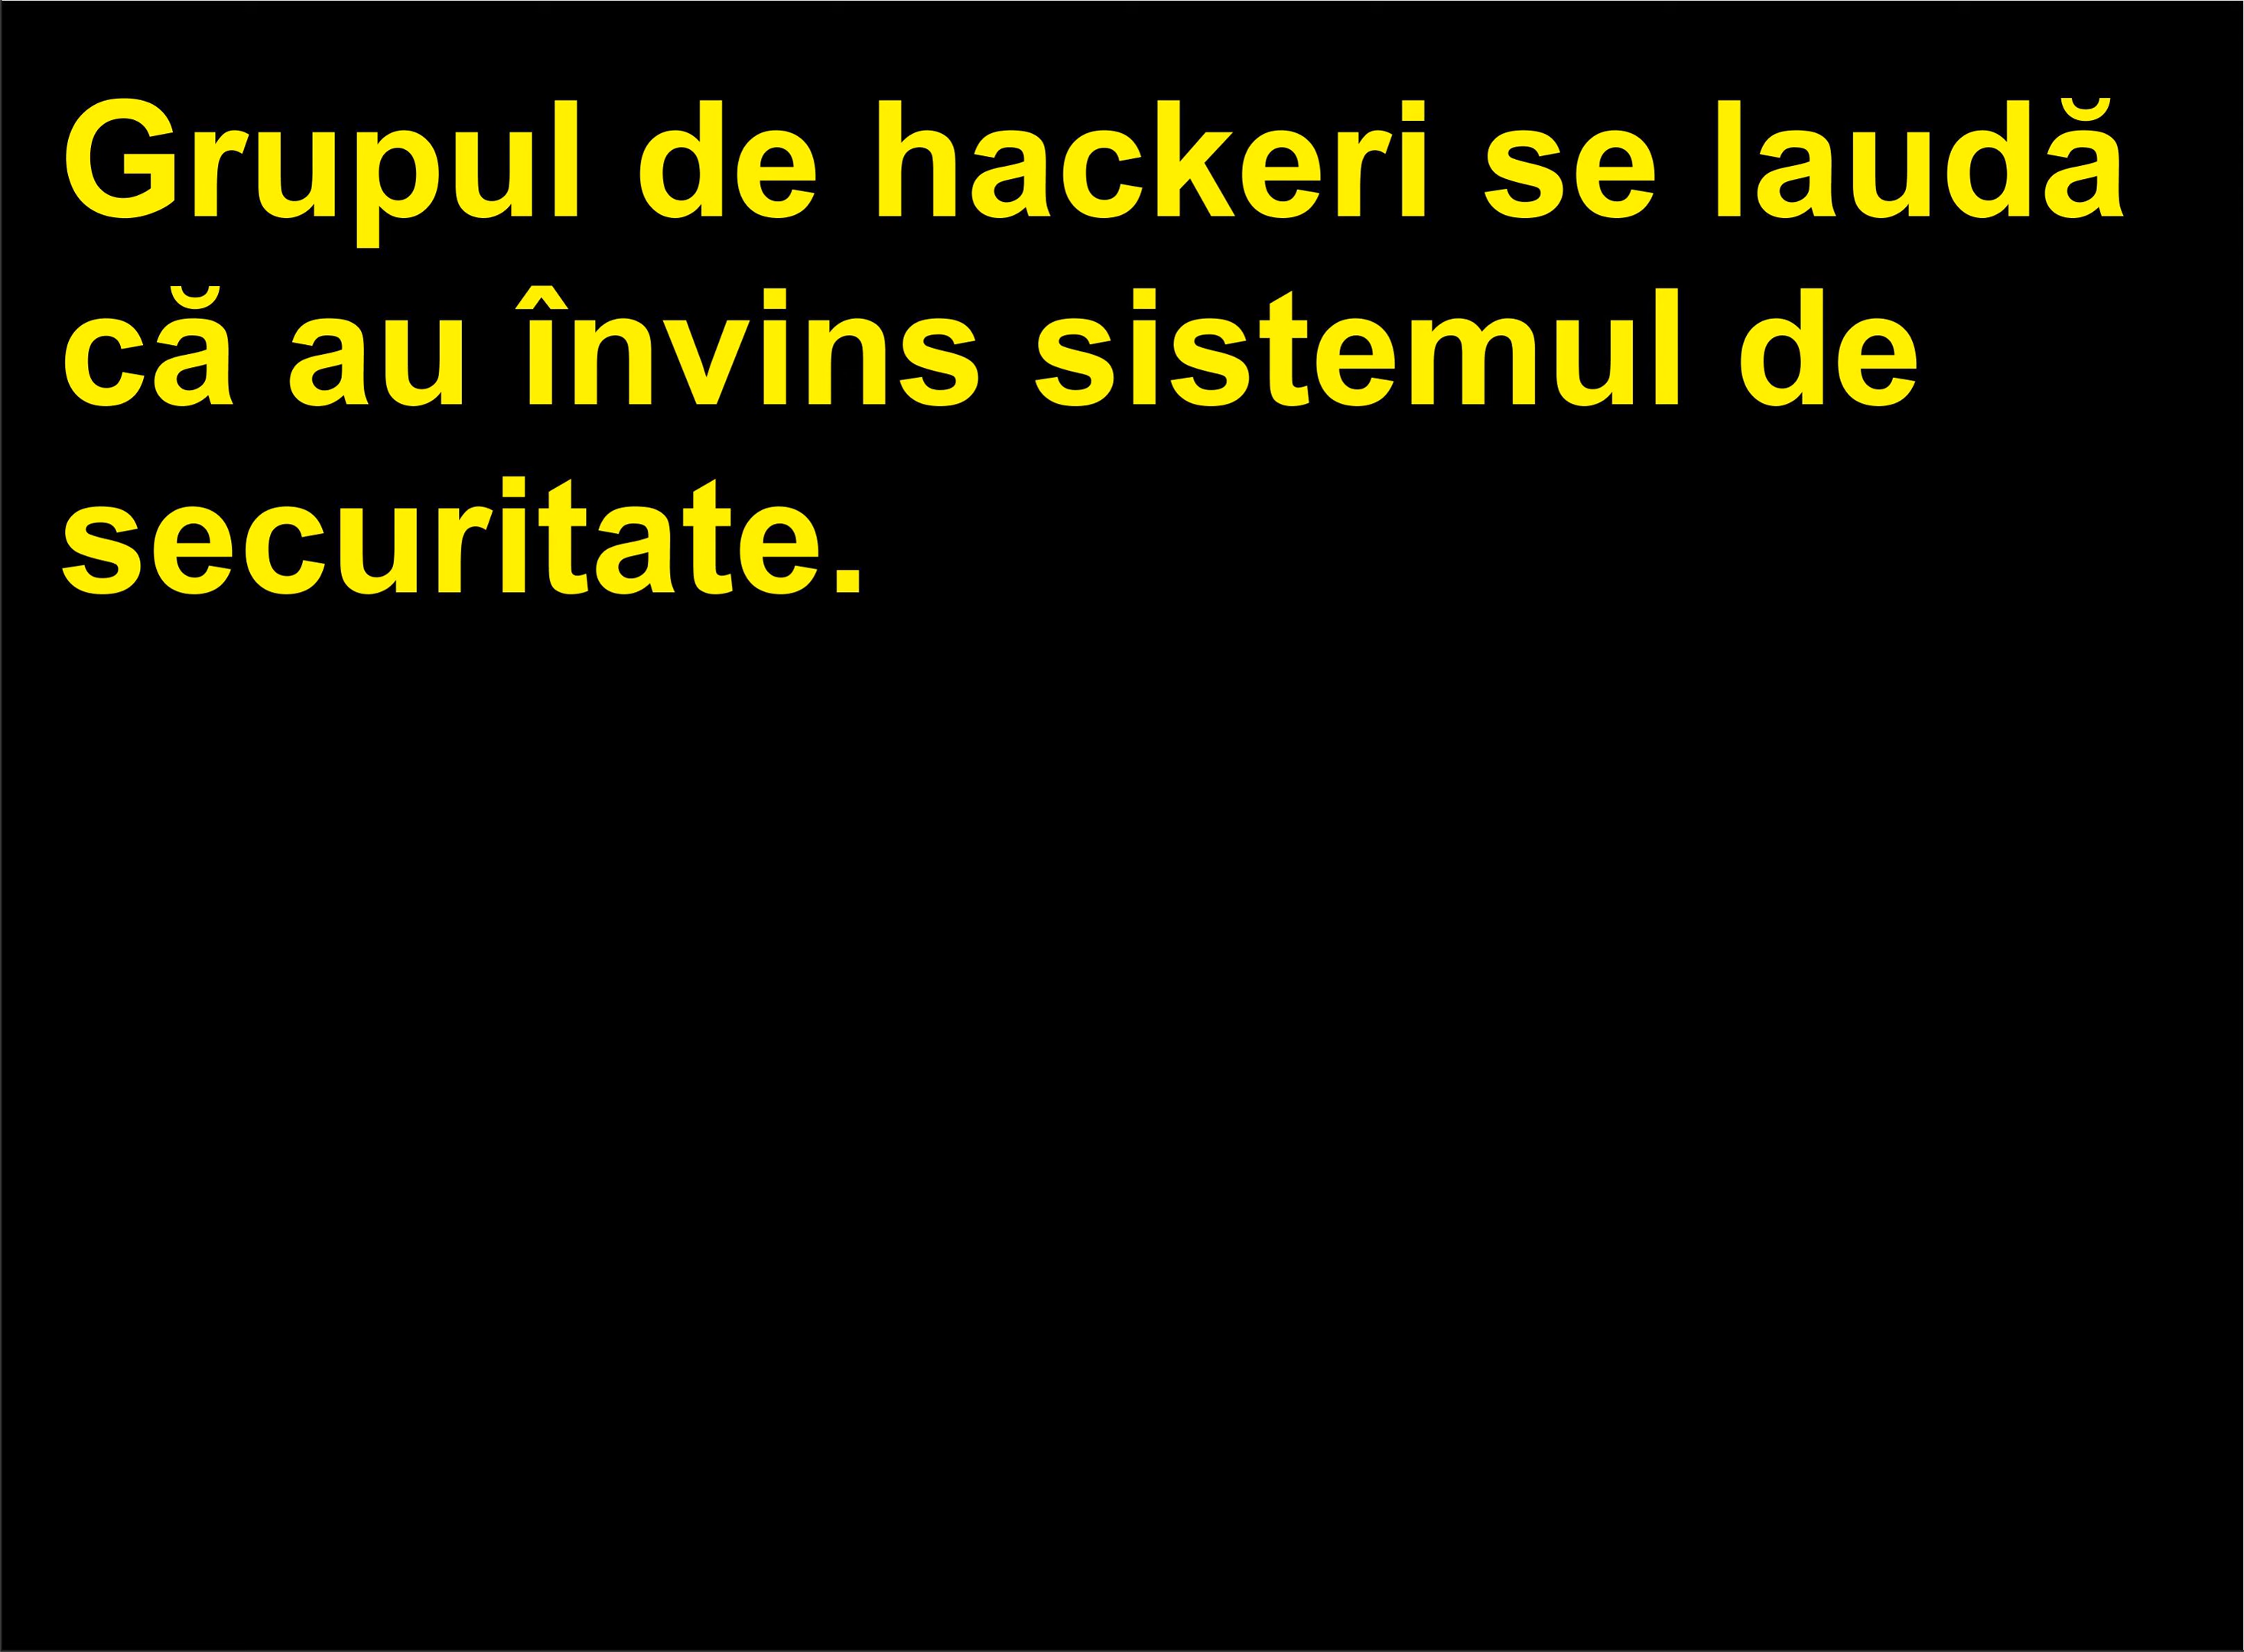 Grupul de hackeri se laudă
că au învins sistemul de
securitate.